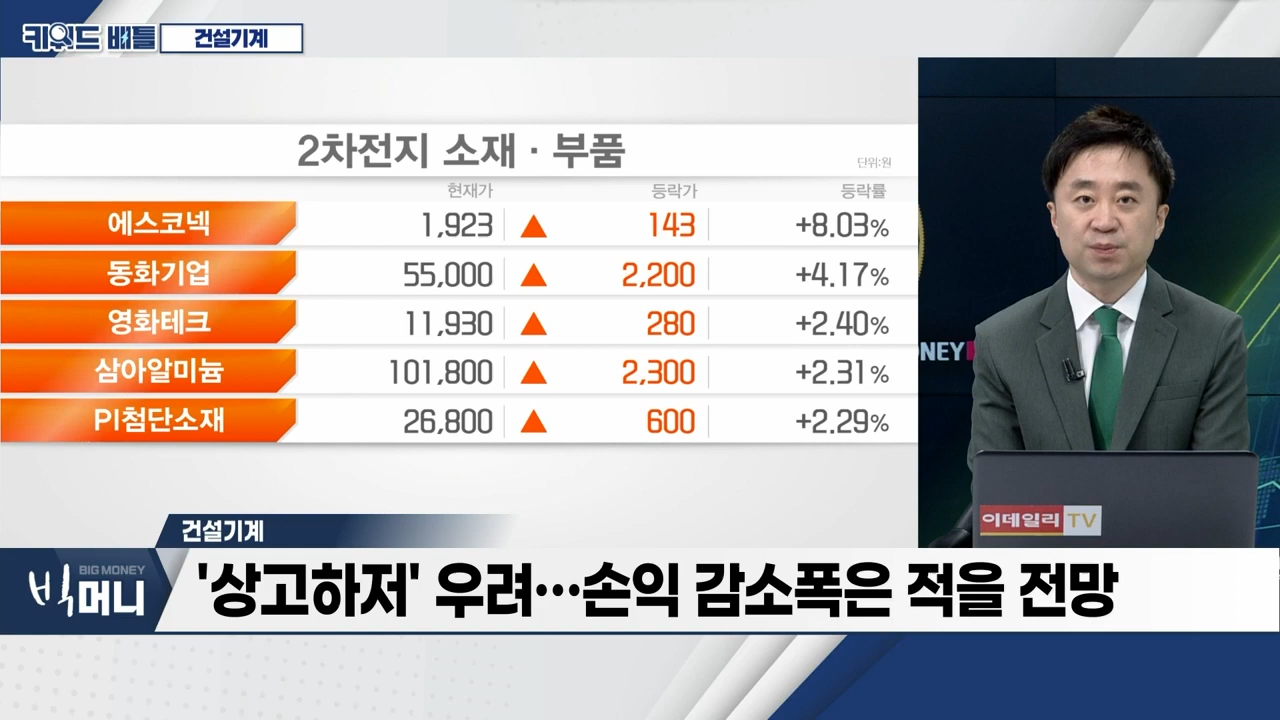 키워드 배틀 건설기계
2차전지 소재 · 부품
단위:원
현재가 등락가 등락률
에스코넥 1,923 ▲ 143 +8.03%
동화기업 55,000 ▲ 2,200 +4.17%
영화테크 11,930 ▲ 280 +2.40%
삼아알미늄 101,800 ▲ 2,300 +2.31%
PI첨단소재 26,800 ▲ 600 +2.29%
NEY
이데일리 TV
건설기계
BIG MONEY
빅머니
'상고하저' 우려…손익 감소폭은 적을 전망